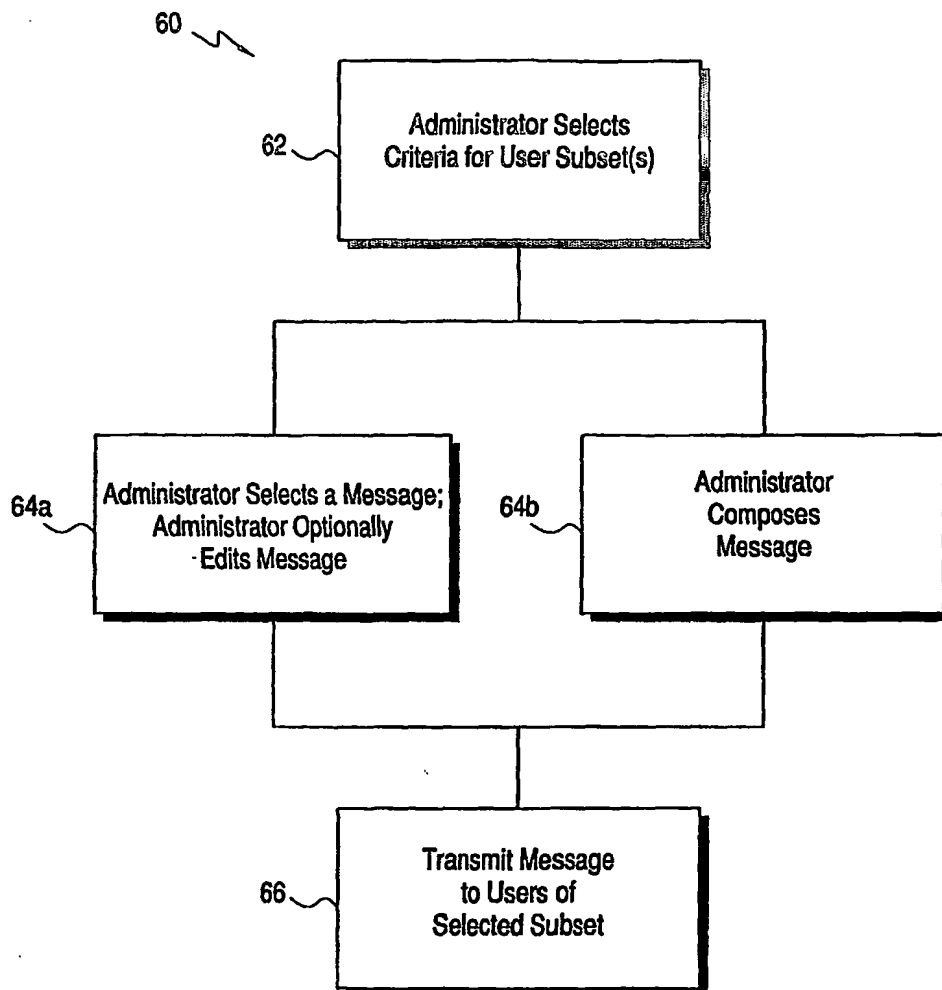 60
62
Administrator Selects
Criteria for User Subset(s)
64a
Administrator Selects a Message;
Administrator Optionally
Edits Message
64b
Administrator
Composes
Message
66
Transmit Message
to Users of
Selected Subset